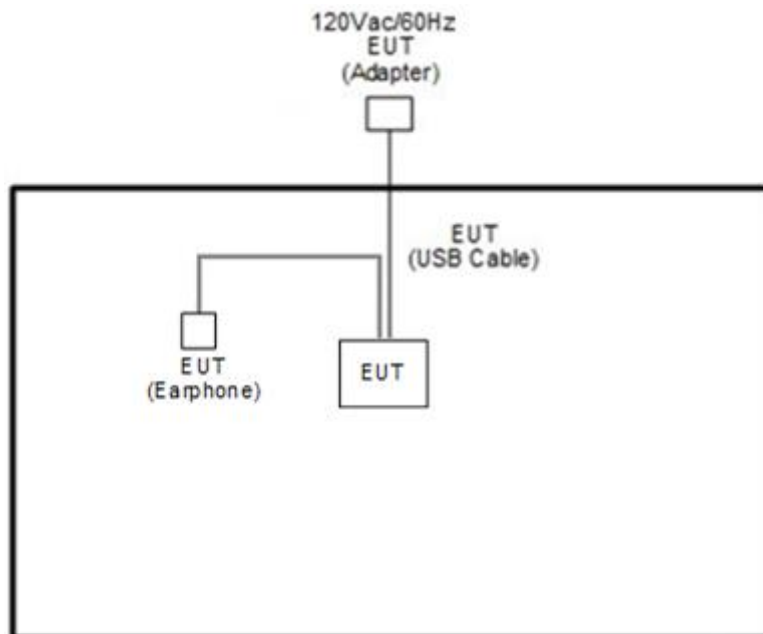 120Vac/60Hz
EUT
(Adapter)
EUT
(USB Cable)
EUT
(Earphone)
EUT